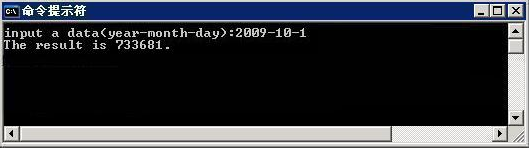 命令提示符
input a data(year-month-day):2009-10-1
The result is 733681.